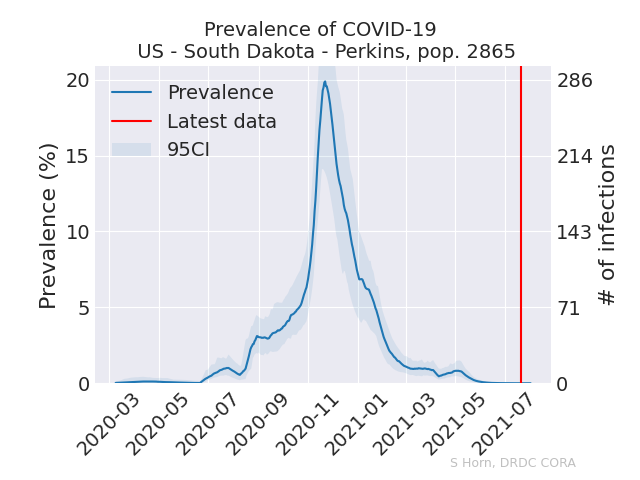 Prevalence of COVID-19
US - South Dakota - Perkins, pop. 2865
Prevalence
Latest data
95CI
Prevalence (%)
20
15
10
5
0
286
214
143
71
0
# of infections
2020-03
2020-05
2020-07
2020-09
2020-11
2021-01
2021-03
2021-05
2021-07
S Horn, DRDC CORA